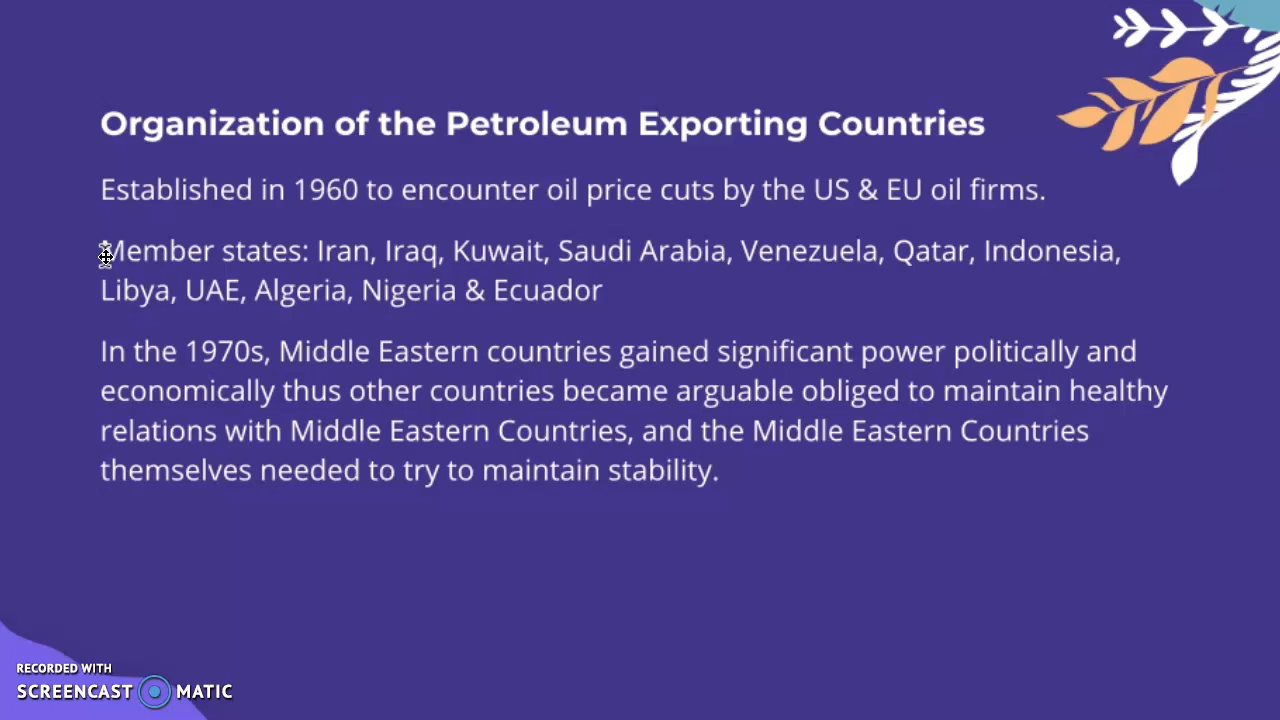 Organization of the Petroleum Exporting Countries
Established in 1960 to encounter oil price cuts by the US & EU oil firms.
Member states: Iran, Iraq, Kuwait, Saudi Arabia, Venezuela, Qatar, Indonesia,
Libya, UAE, Algeria, Nigeria & Ecuador
In the 1970s, Middle Eastern countries gained significant power politically and
economically thus other countries became arguable obliged to maintain healthy
relations with Middle Eastern Countries, and the Middle Eastern Countries
themselves needed to try to maintain stability.
RECORDED WITH
SCREENCAST MATIC